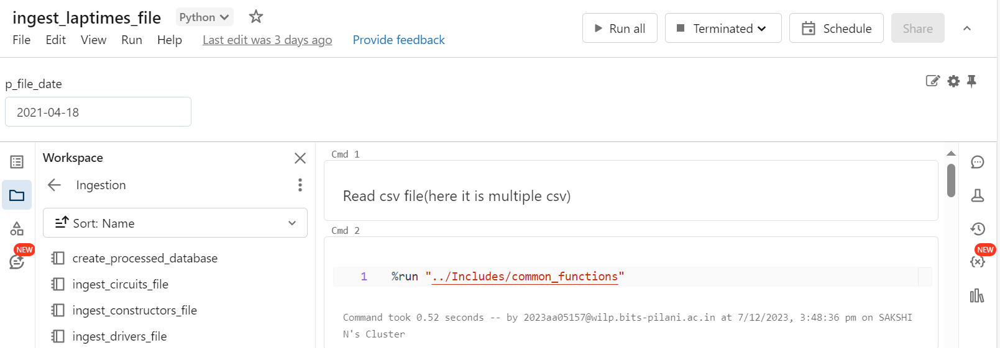 ingest_laptimes_file Python
File Edit View Run Help Last edit was 3 days ago Provide feedback
Run all Terminated Schedule Share
p_file_date
2021-04-18
Workspace
Ingestion
Sort: Name
NEW
create_processed_database
ingest_circuits_file
ingest_constructors_file
ingest_drivers_file
Cmd 1
Read csv file(here it is multiple csv)
Cmd 2
1 %run "../Includes/common_functions"
Command took 0.52 seconds -- by 2023aa05157@wilp.bits-pilani.ac.in at 7/12/2023, 3:48:36 pm on SAKSHI
N's Cluster
NEW
{x}